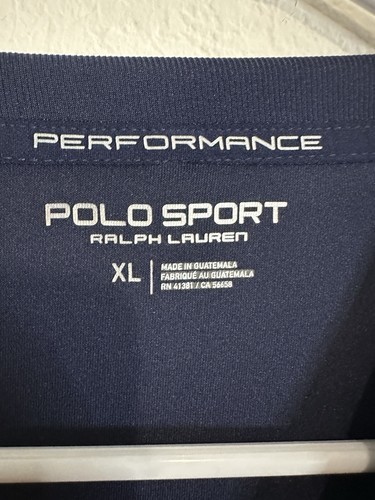 PERFORMANCE
POLO SPORT
RALPH LAUREN
XL
MADE IN GUATEMALA
FABRIQUÉ AU GUATEMALA
RN 41381 / CA 56658